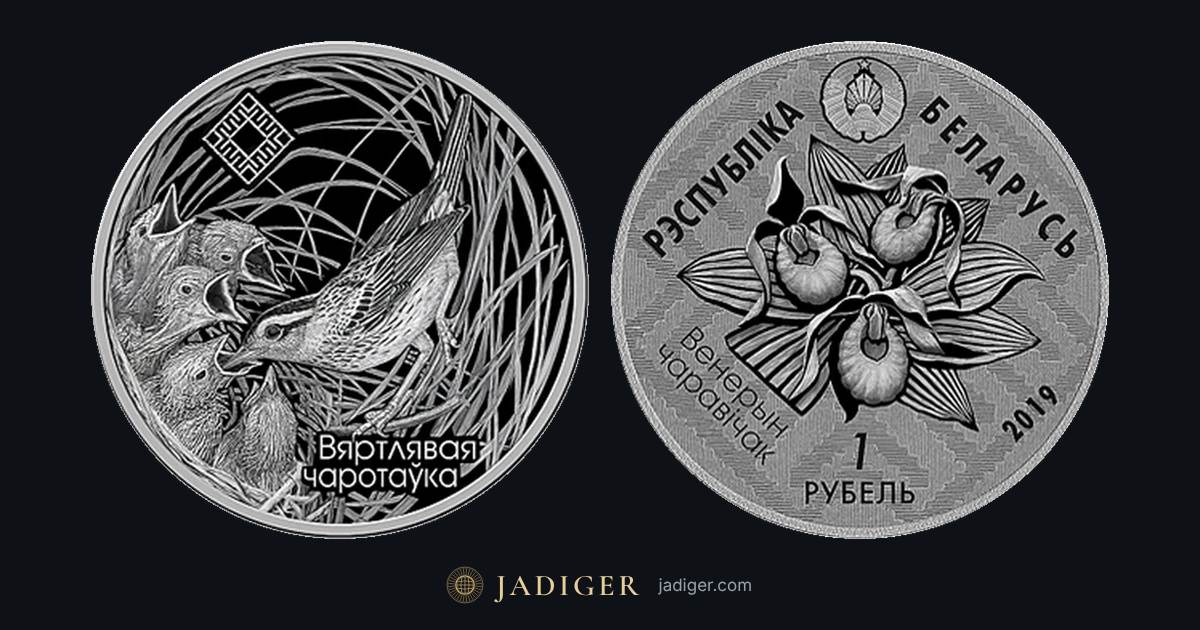 Вяртлявая
чаротаўка
РЭСПУБЛІКА БЕЛАРУСЬ
Венерын
чаравічак
2019
1
РУБЕЛЬ
JADIGER jadiger.com